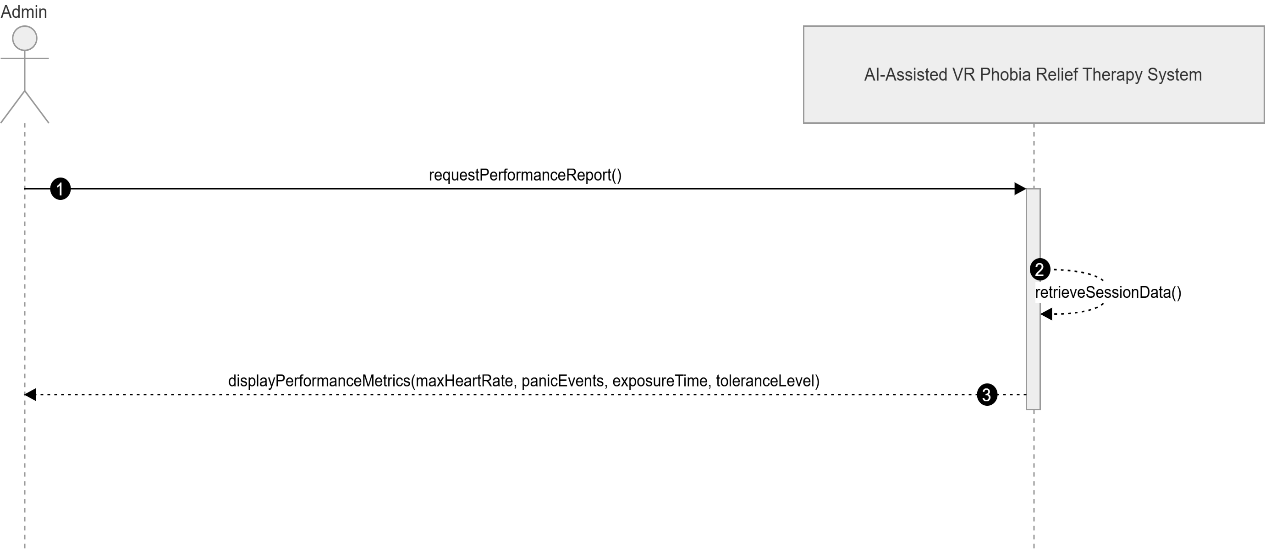 Admin
AI-Assisted VR Phobia Relief Therapy System
requestPerformanceReport()
1
2
retrieveSessionData()
displayPerformanceMetrics(maxHeartRate, panicEvents, exposureTime, toleranceLevel)
3